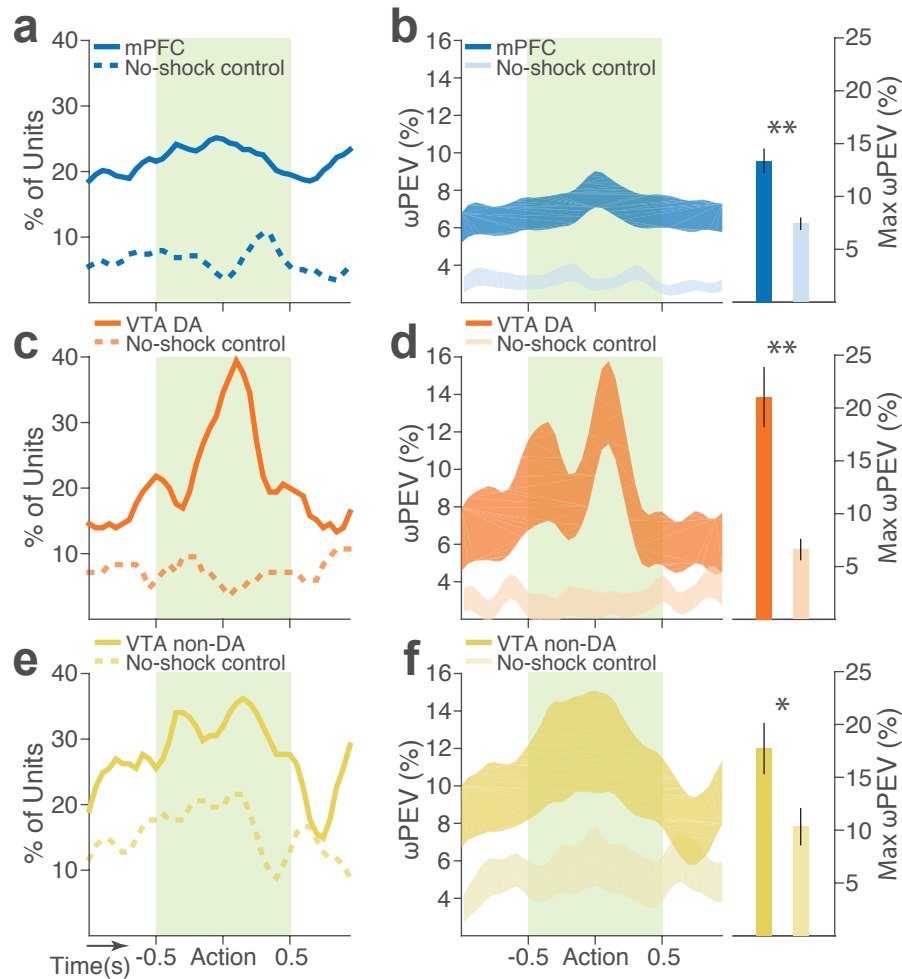 a
mPFC
No-shock control
% of Units
40
30
20
10
b
mPFC
No-shock control
ωPEV (%)
16
14
12
10
8
6
4
**
25
20
15
10
5
Max ωPEV (%)
c
VTA DA
No-shock control
% of Units
40
30
20
10
d
VTA DA
No-shock control
ωPEV (%)
16
14
12
10
8
6
4
**
25
20
15
10
5
Max ωPEV (%)
e
VTA non-DA
No-shock control
% of Units
40
30
20
10
Time(s)
-0.5 Action 0.5
f
VTA non-DA
No-shock control
ωPEV (%)
16
14
12
10
8
6
4
-0.5 Action 0.5
*
25
20
15
10
5
Max ωPEV (%)